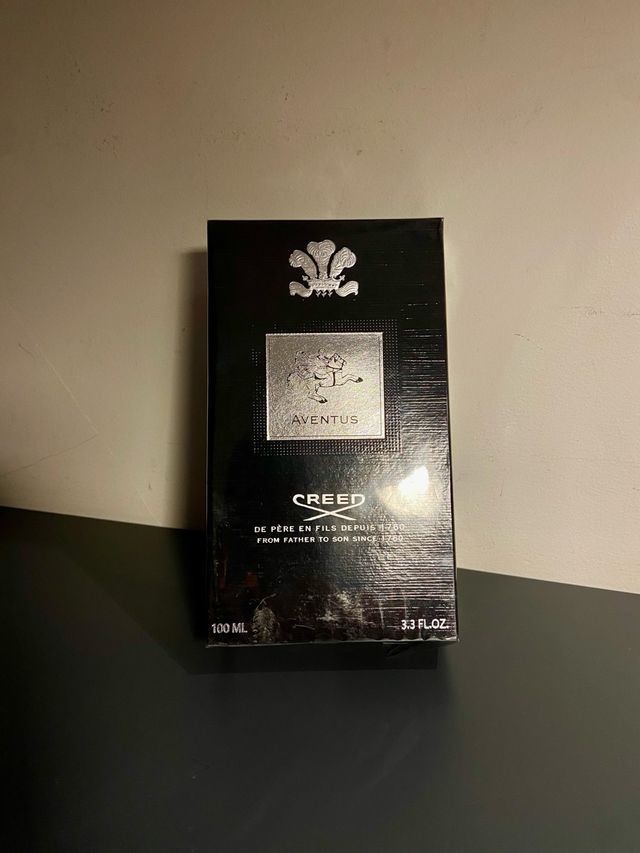 AVENTUS
CREED
DE PÈRE EN FILS DEPUIS 1760
FROM FATHER TO SON SINCE 1760
100 ML
3.3 FL.OZ.